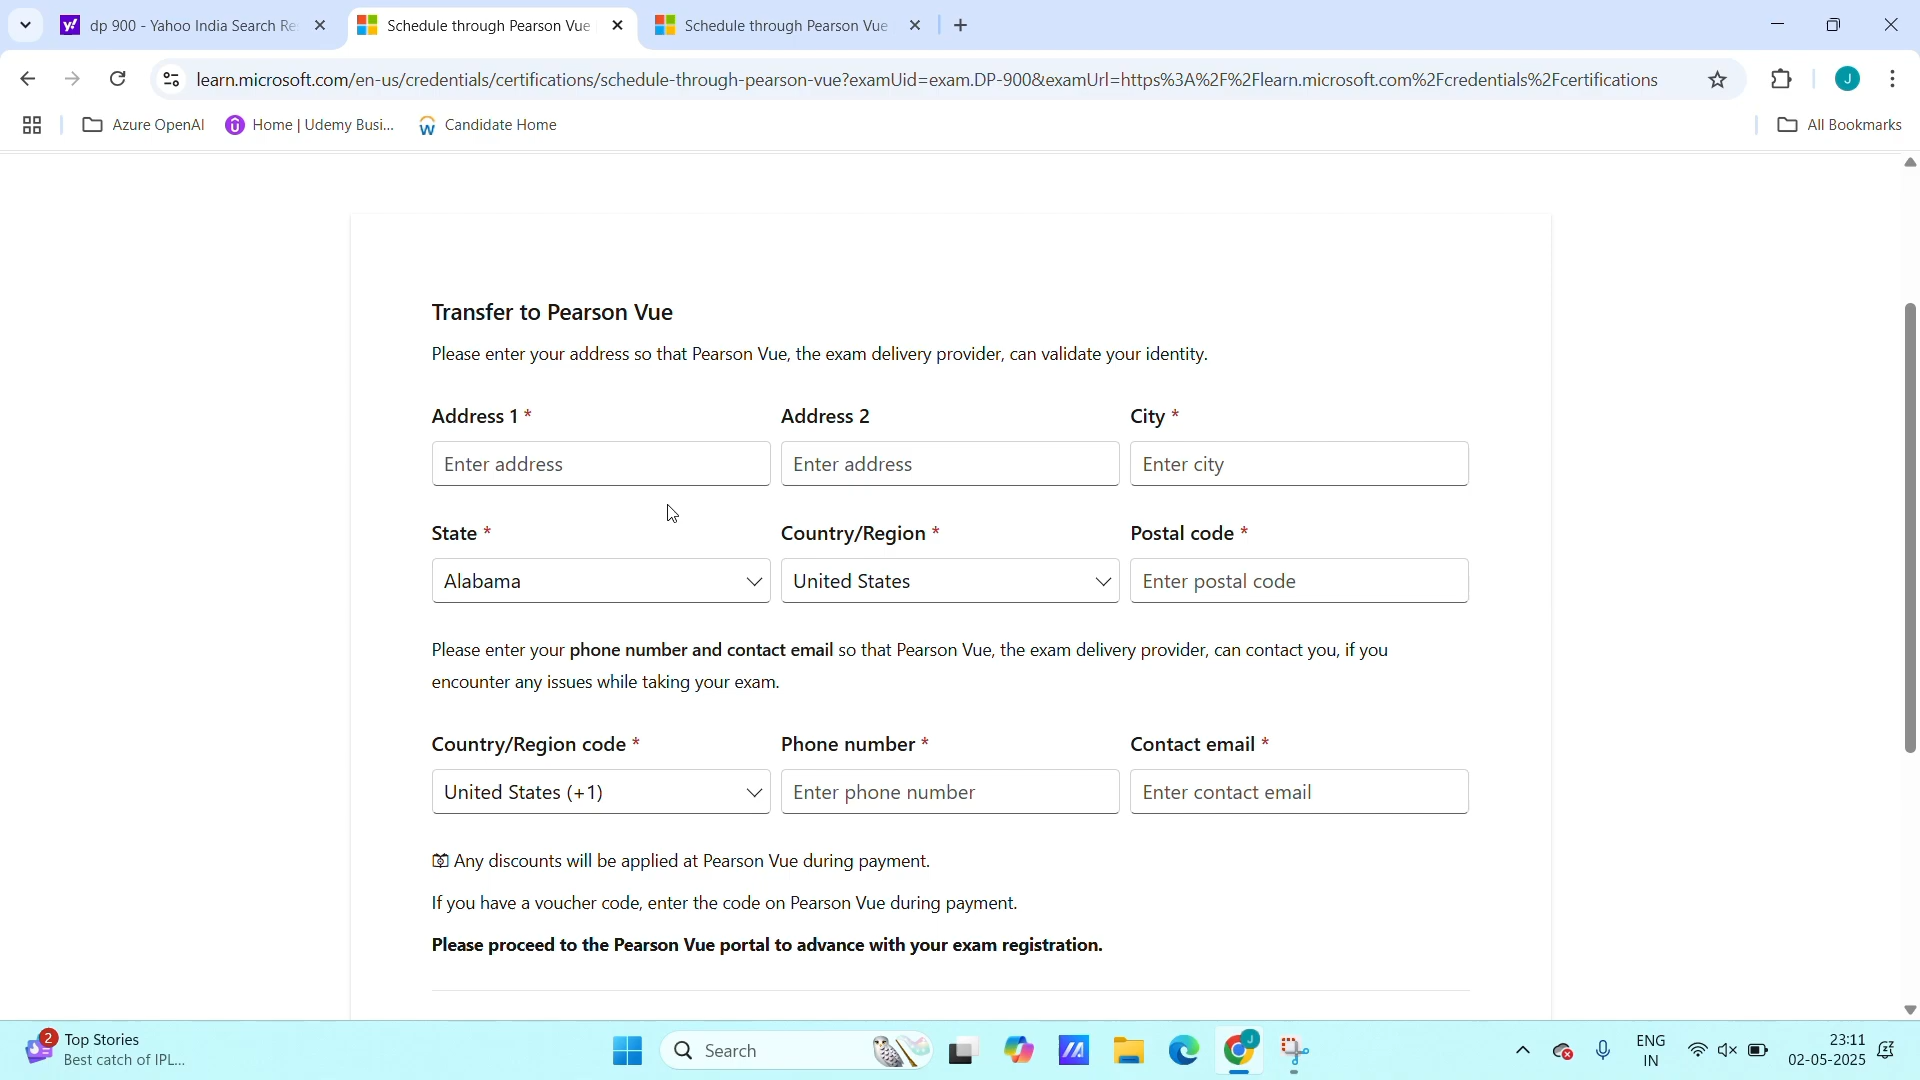 dp 900 - Yahoo India Search Re
Schedule through Pearson Vue
Schedule through Pearson Vue
learn.microsoft.com/en-us/credentials/certifications/schedule-through-pearson-vue?examUid=exam.DP-900&examUrl=https%3A%2F%2Flearn.microsoft.com%2Fcredentials%2Fcertifications
J
Azure OpenAI
Home | Udemy Busi...
Candidate Home
All Bookmarks
Transfer to Pearson Vue
Please enter your address so that Pearson Vue, the exam delivery provider, can validate your identity.
Address 1 *
Address 2
City *
Enter address
Enter address
Enter city
State *
Country/Region *
Postal code *
Alabama
United States
Enter postal code
Please enter your phone number and contact email so that Pearson Vue, the exam delivery provider, can contact you, if you
encounter any issues while taking your exam.
Country/Region code *
Phone number *
Contact email *
United States (+1)
Enter phone number
Enter contact email
Any discounts will be applied at Pearson Vue during payment.
If you have a voucher code, enter the code on Pearson Vue during payment.
Please proceed to the Pearson Vue portal to advance with your exam registration.
2
Top Stories
Best catch of IPL...
Search
J
ENG
IN
23:11
02-05-2025